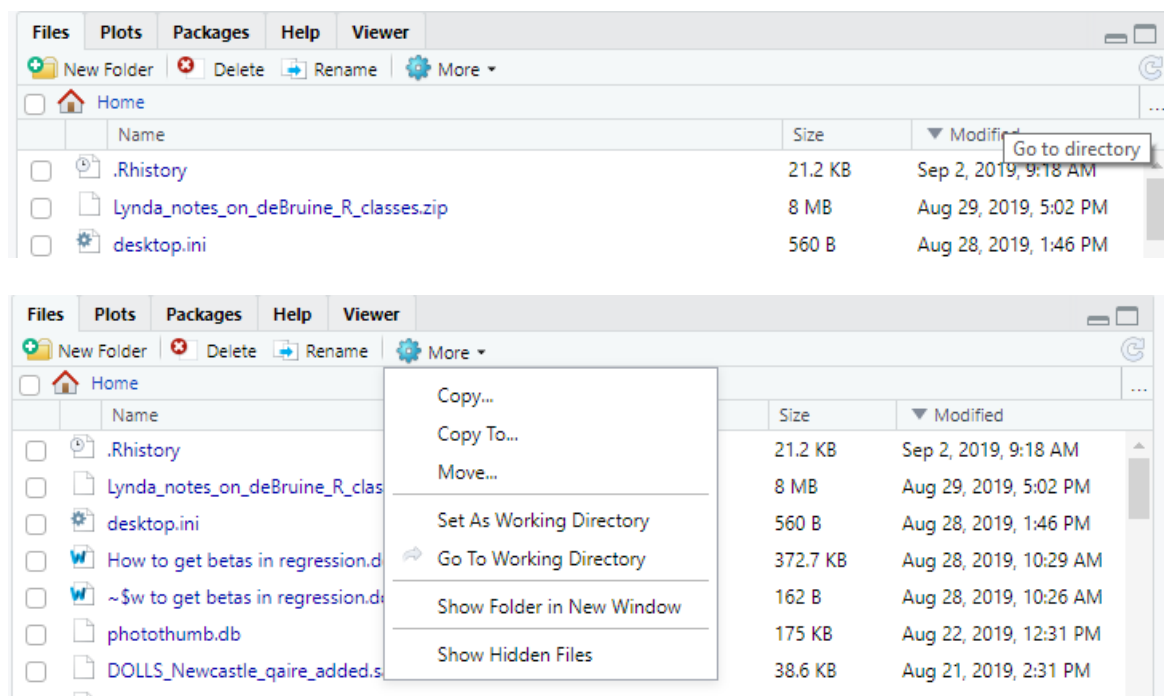 Files Plots Packages Help Viewer
New Folder Delete Rename More
Home ...
Name Size Modified
Go to directory
.Rhistory 21.2 KB Sep 2, 2019, 9:18 AM
Lynda_notes_on_deBruine_R_classes.zip 8 MB Aug 29, 2019, 5:02 PM
desktop.ini 560 B Aug 28, 2019, 1:46 PM
Files Plots Packages Help Viewer
New Folder Delete Rename More
Home ...
Copy...
Name Size Modified
Copy To...
.Rhistory 21.2 KB Sep 2, 2019, 9:18 AM
Move...
Lynda_notes_on_deBruine_R_clas 8 MB Aug 29, 2019, 5:02 PM
desktop.ini Set As Working Directory 560 B Aug 28, 2019, 1:46 PM
How to get betas in regression.d Go To Working Directory 372.7 KB Aug 28, 2019, 10:29 AM
~$w to get betas in regression.d Show Folder in New Window 162 B Aug 28, 2019, 10:26 AM
photothumb.db 175 KB Aug 22, 2019, 12:31 PM
Show Hidden Files
DOLLS_Newcastle_qaire_added.s 38.6 KB Aug 21, 2019, 2:31 PM